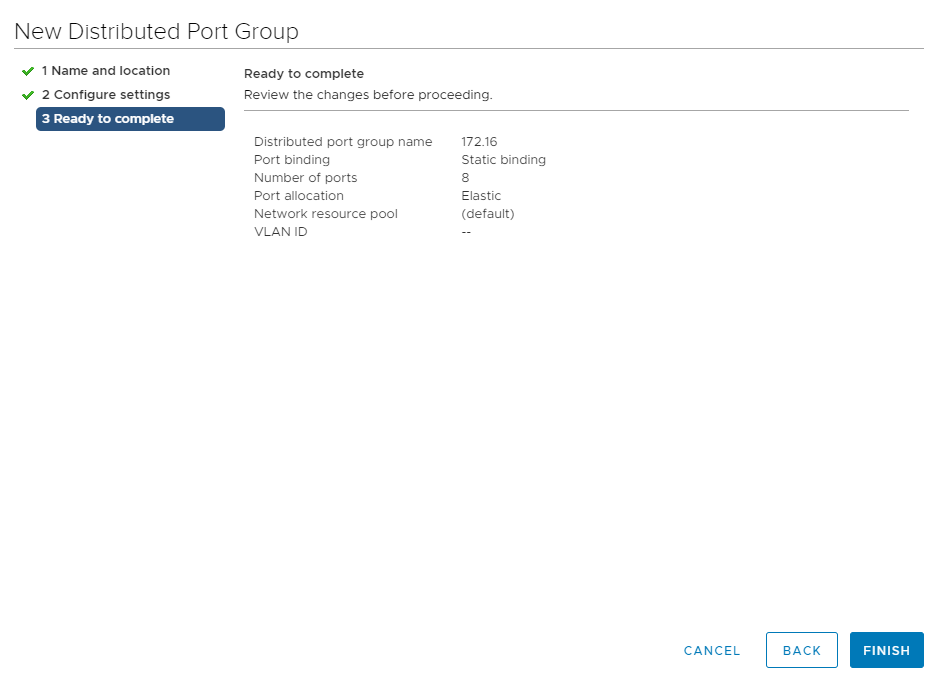 New Distributed Port Group
1 Name and location
2 Configure settings
3 Ready to complete
Ready to complete
Review the changes before proceeding.
Distributed port group name 172.16
Port binding Static binding
Number of ports 8
Port allocation Elastic
Network resource pool (default)
VLAN ID --
CANCEL BACK FINISH